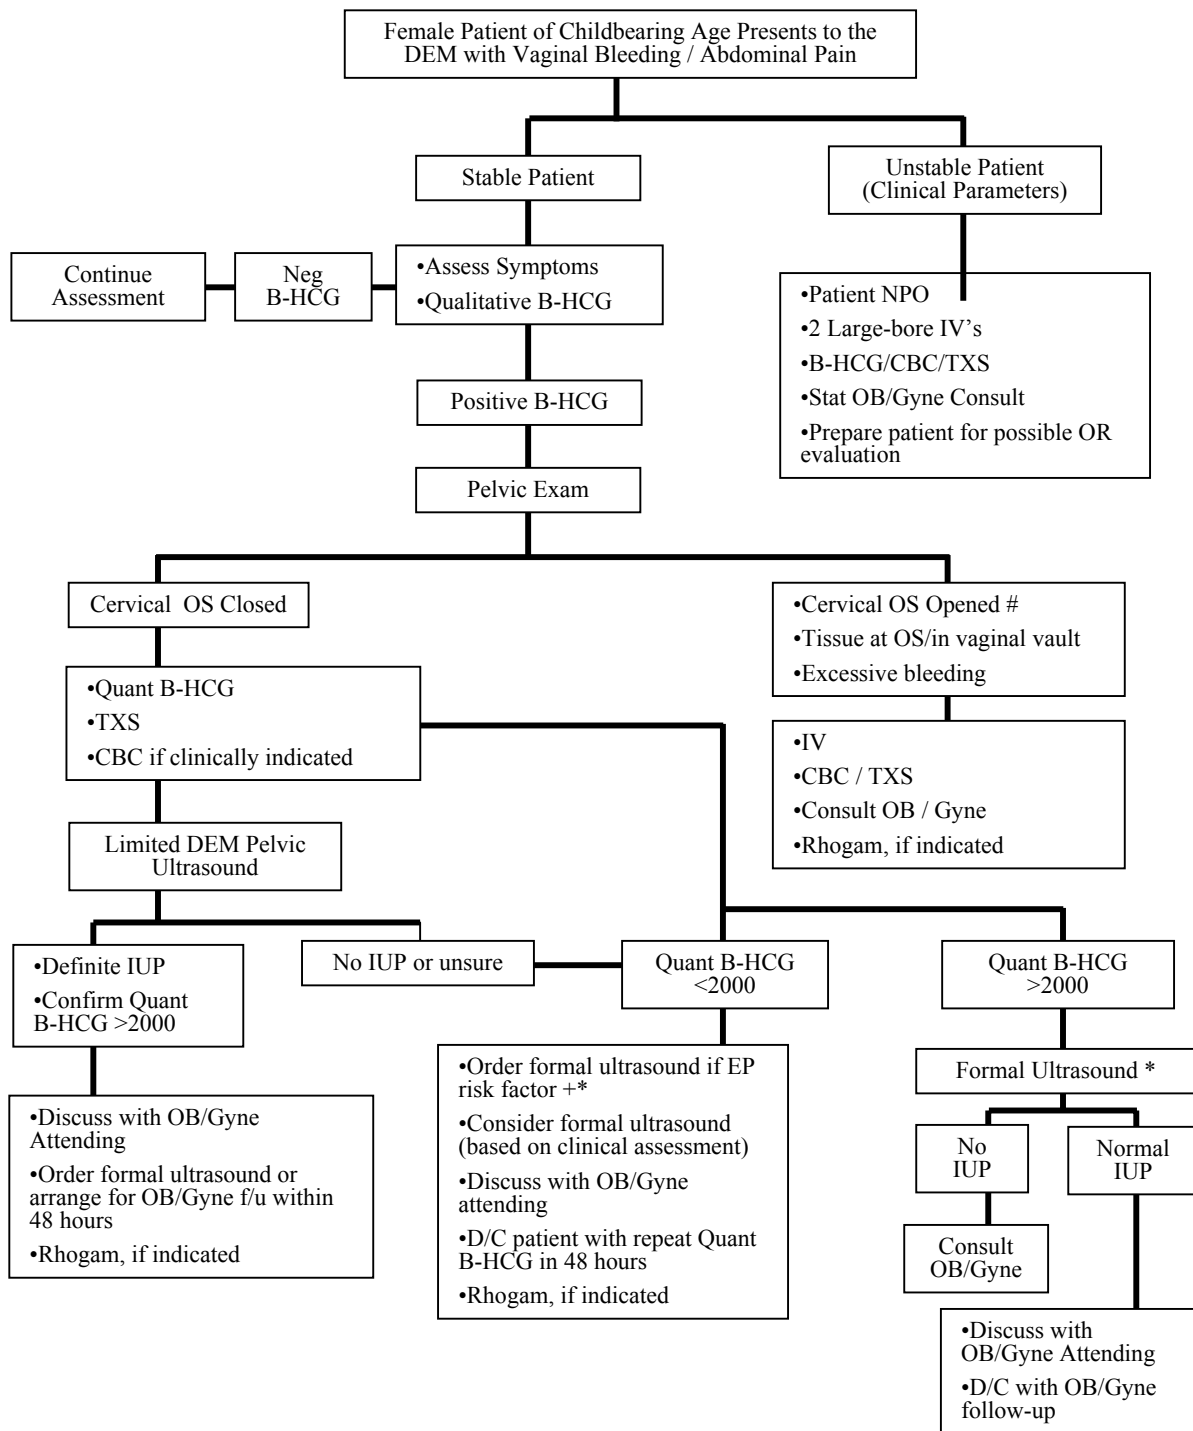 Female Patient of Childbearing Age Presents to the
DEM with Vaginal Bleeding / Abdominal Pain
Stable Patient
Unstable Patient
(Clinical Parameters)
Continue
Assessment
Neg
B-HCG
•Assess Symptoms
•Qualitative B-HCG
•Patient NPO
•2 Large-bore IV's
•B-HCG/CBC/TXS
•Stat OB/Gyne Consult
•Prepare patient for possible OR
evaluation
Positive B-HCG
Pelvic Exam
Cervical OS Closed
•Cervical OS Opened #
•Tissue at OS/in vaginal vault
•Excessive bleeding
•Quant B-HCG
•TXS
•CBC if clinically indicated
•IV
•CBC / TXS
•Consult OB / Gyne
•Rhogam, if indicated
Limited DEM Pelvic
Ultrasound
•Definite IUP
•Confirm Quant
B-HCG >2000
No IUP or unsure
Quant B-HCG
<2000
Quant B-HCG
>2000
•Discuss with OB/Gyne
Attending
•Order formal ultrasound or
arrange for OB/Gyne f/u within
48 hours
•Rhogam, if indicated
•Order formal ultrasound if EP
risk factor +*
•Consider formal ultrasound
(based on clinical assessment)
•Discuss with OB/Gyne
attending
•D/C patient with repeat Quant
B-HCG in 48 hours
•Rhogam, if indicated
Formal Ultrasound *
No
IUP
Normal
IUP
Consult
OB/Gyne
•Discuss with
OB/Gyne Attending
•D/C with OB/Gyne
follow-up